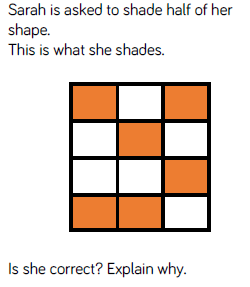 Sarah is asked to shade half of her
shape.
This is what she shades.
Is she correct? Explain why.